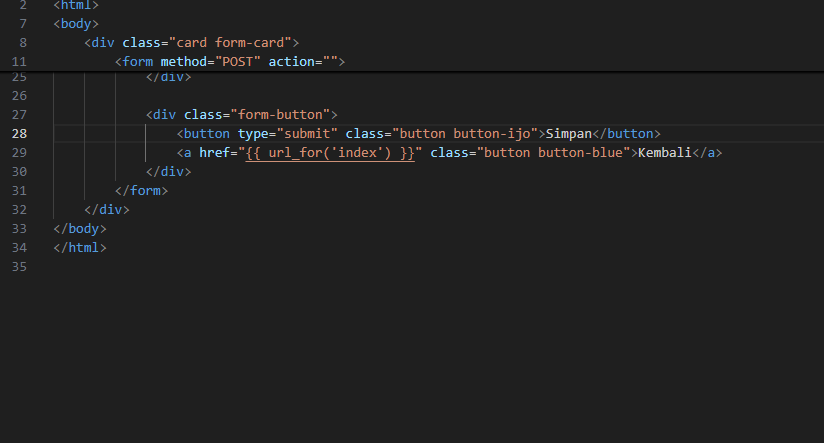 2 <html>
7 <body>
8 <div class="card form-card">
11 <form method="POST" action="">
25 </div>
26
27 <div class="form-button">
28 <button type="submit" class="button button-ijo">Simpan</button>
29 <a href="{{ url_for('index') }}" class="button button-blue">Kembali</a>
30 </div>
31 </form>
32 </div>
33 </body>
34 </html>
35